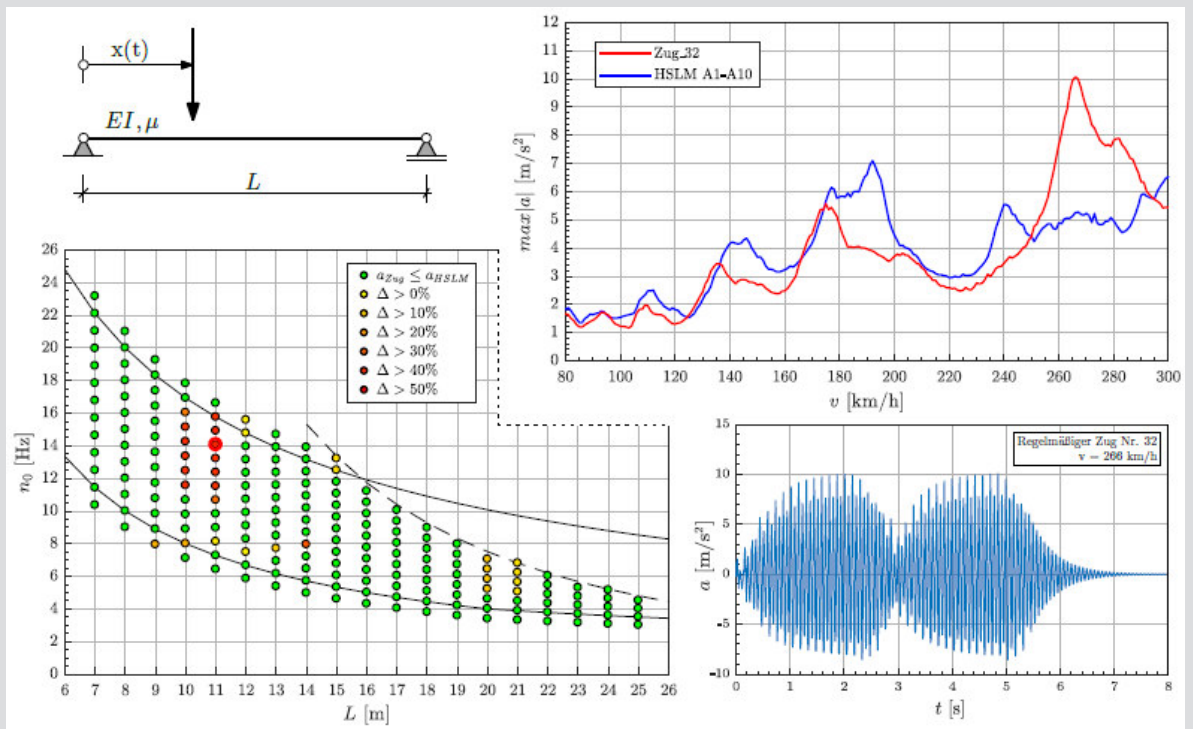 x(t)
EI, μ
L
26
24
22
20
18
16
14
12
10
8
6
4
2
0
n₀ [Hz]
a_Zug ≤ a_HSLM
Δ > 0%
Δ > 10%
Δ > 20%
Δ > 30%
Δ > 40%
Δ > 50%
6 7 8 9 10 11 12 13 14 15 16 17 18 19 20 21 22 23 24 25 26
L [m]
12
11
10
9
8
7
6
5
4
3
2
1
0
max|a| [m/s²]
Zug_32
HSLM A1-A10
80 100 120 140 160 180 200 220 240 260 280 300
v [km/h]
15
10
5
0
-5
-10
a [m/s²]
Regelmäßiger Zug Nr. 32
v = 266 km/h
0 1 2 3 4 5 6 7 8
t [s]